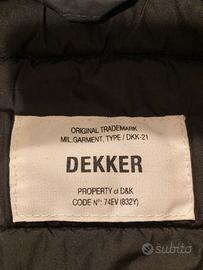 ORIGINAL TRADEMARK
MIL.GARMENT, TYPE / DKK-21
DEKKER
PROPERTY of D&K
CODE N°: 74EV (832Y)
subito